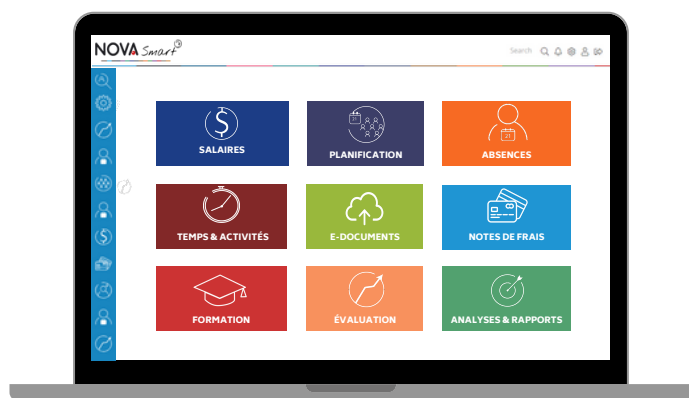 NOVA Smart
Search
SALAIRES
PLANIFICATION
ABSENCES
TEMPS & ACTIVITÉS
E-DOCUMENTS
NOTES DE FRAIS
FORMATION
ÉVALUATION
ANALYSES & RAPPORTS